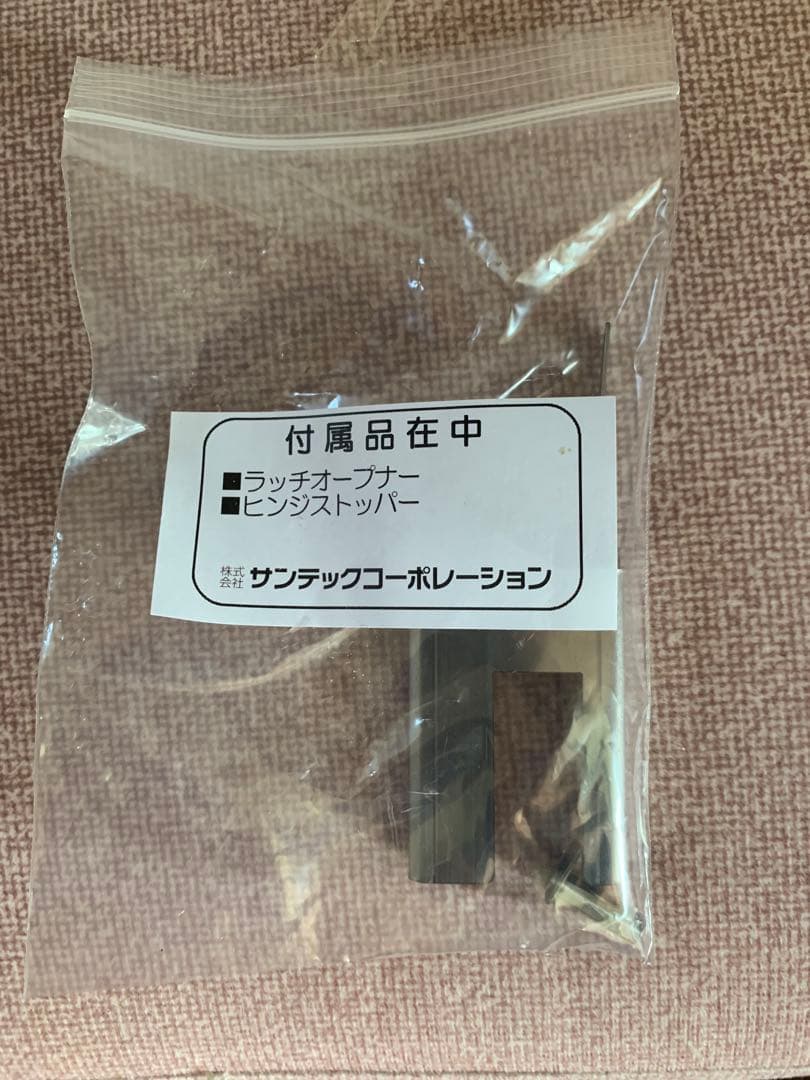 付属品在中
■ラッチオープナー
■ヒンジストッパー
株式会社 サンテックコーポレーション